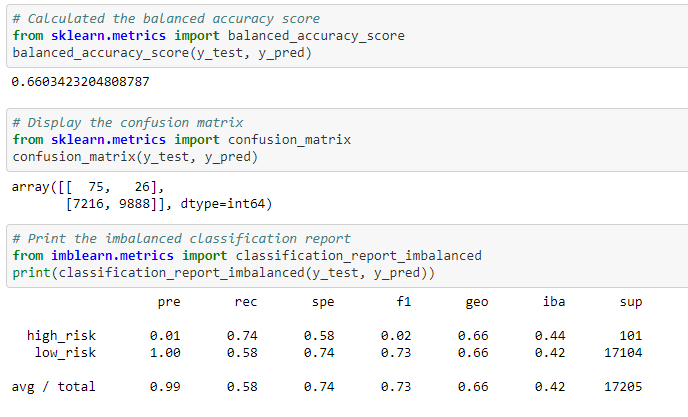 # Calculated the balanced accuracy score
from sklearn.metrics import balanced_accuracy_score
balanced_accuracy_score(y_test, y_pred)
0.6603423204808787
# Display the confusion matrix
from sklearn.metrics import confusion_matrix
confusion_matrix(y_test, y_pred)
array([[  75,   26],
       [7216, 9888]], dtype=int64)
# Print the imbalanced classification report
from imblearn.metrics import classification_report_imbalanced
print(classification_report_imbalanced(y_test, y_pred))
pre rec spe f1 geo iba sup
high_risk 0.01 0.74 0.58 0.02 0.66 0.44 101
low_risk 1.00 0.58 0.74 0.73 0.66 0.42 17104
avg / total 0.99 0.58 0.74 0.73 0.66 0.42 17205